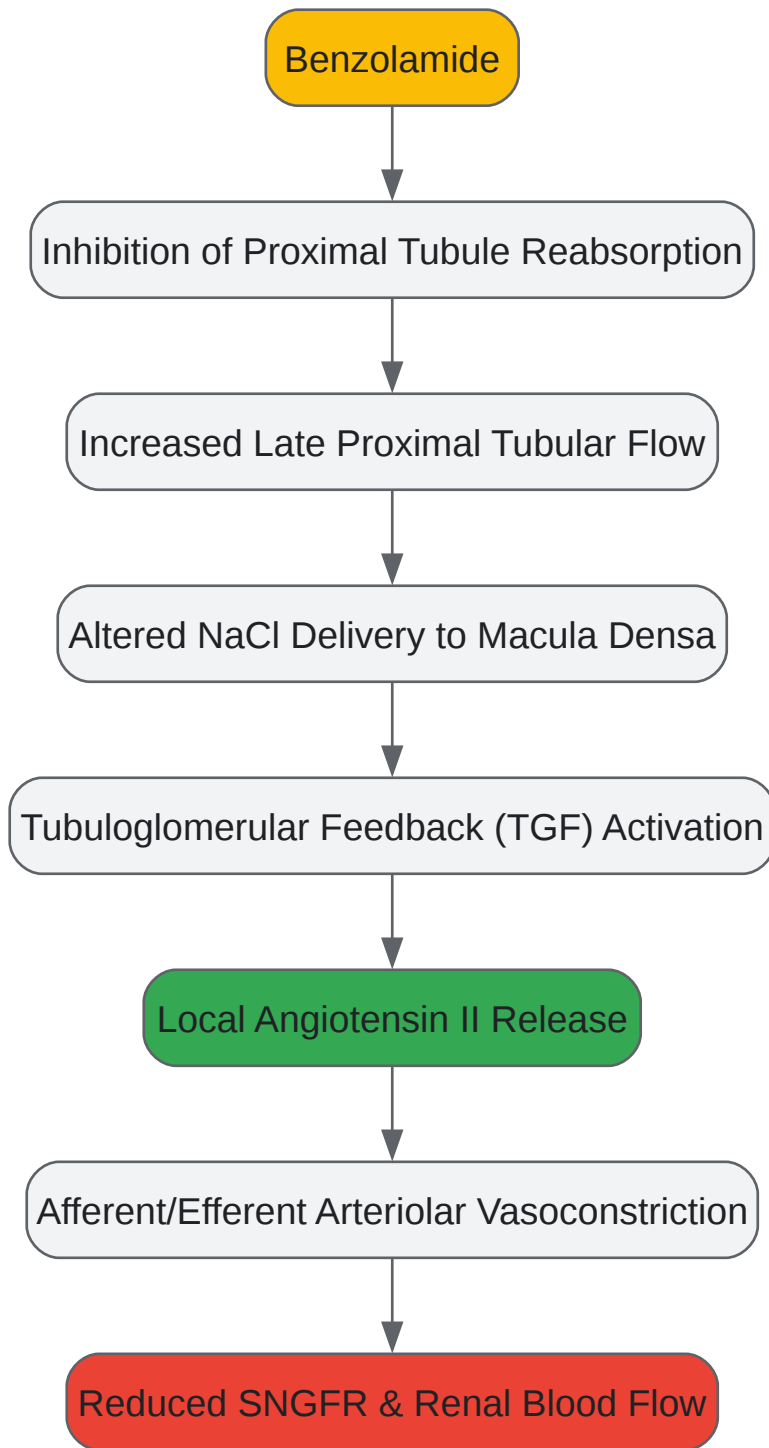 Benzolamide
Inhibition of Proximal Tubule Reabsorption
Increased Late Proximal Tubular Flow
Altered NaCl Delivery to Macula Densa
Tubuloglomerular Feedback (TGF) Activation
Local Angiotensin II Release
Afferent/Efferent Arteriolar Vasoconstriction
Reduced SNGFR & Renal Blood Flow